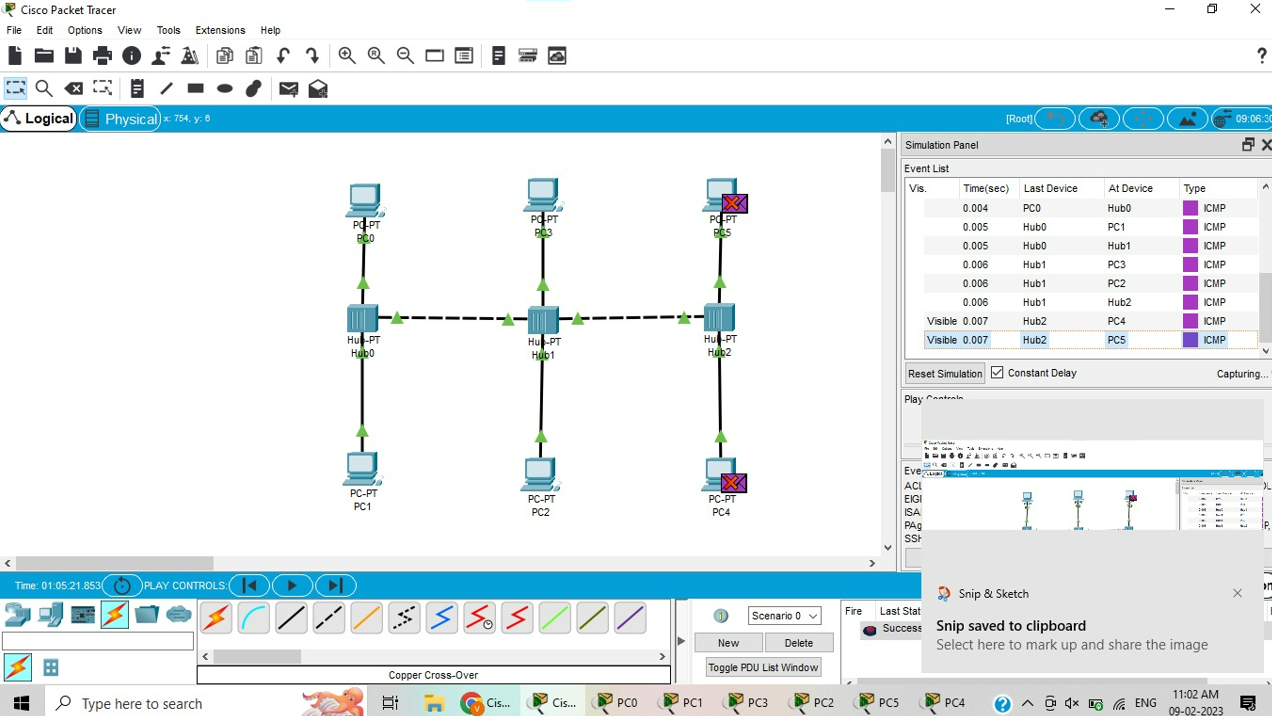 Cisco Packet Tracer
File Edit Options View Tools Extensions Help
Logical Physical x: 754, y: 6 [Root] 09:06:30
Simulation Panel
Event List
Vis. Time(sec) Last Device At Device Type
0.004 PC0 Hub0 ICMP
0.005 Hub0 PC1 ICMP
0.005 Hub0 Hub1 ICMP
0.006 Hub1 PC3 ICMP
0.006 Hub1 PC2 ICMP
0.006 Hub1 Hub2 ICMP
Visible 0.007 Hub2 PC4 ICMP
Visible 0.007 Hub2 PC5 ICMP
Reset Simulation Constant Delay Capturing...
Play Controls
PC-PT
PC0
PC-PT
PC3
PC-PT
PC5
Hub-PT
Hub0
Hub-PT
Hub1
Hub-PT
Hub2
PC-PT
PC1
PC-PT
PC2
PC-PT
PC4
Time: 01:05:21.853 PLAY CONTROLS:
Scenario 0
New Delete
Toggle PDU List Window
Fire Last Stat
Success
Copper Cross-Over
Snip & Sketch
Snip saved to clipboard
Select here to mark up and share the image
Type here to search
Cis... Cis... PC0 PC1 PC3 PC2 PC5 PC4
ENG
11:02 AM
09-02-2023